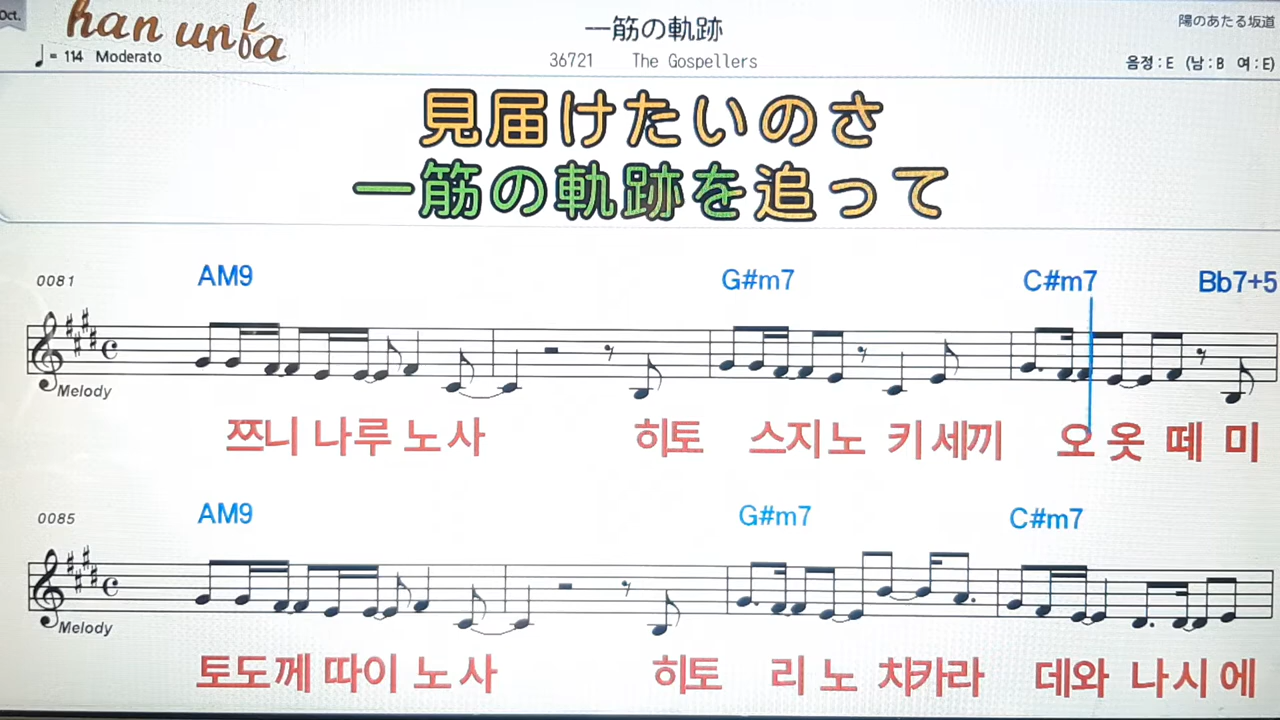 Oct.
han unfa
♩= 114 Moderato
一筋の軌跡
36721 The Gospellers
陽のあたる坂道
음정:E (남:B 여:E)
見届けたいのさ
一筋の軌跡を追って
0081 AM9 G#m7 C#m7 Bb7+5
Melody
쯔니 나루 노사 히토 스지노 키세끼 오옷 떼 미
0085 AM9 G#m7 C#m7
Melody
토도께 따이 노사 히토 리노 차카라 데와 나시에